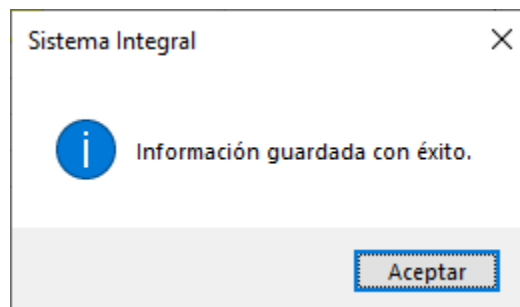 Sistema Integral
Información guardada con éxito.
Aceptar